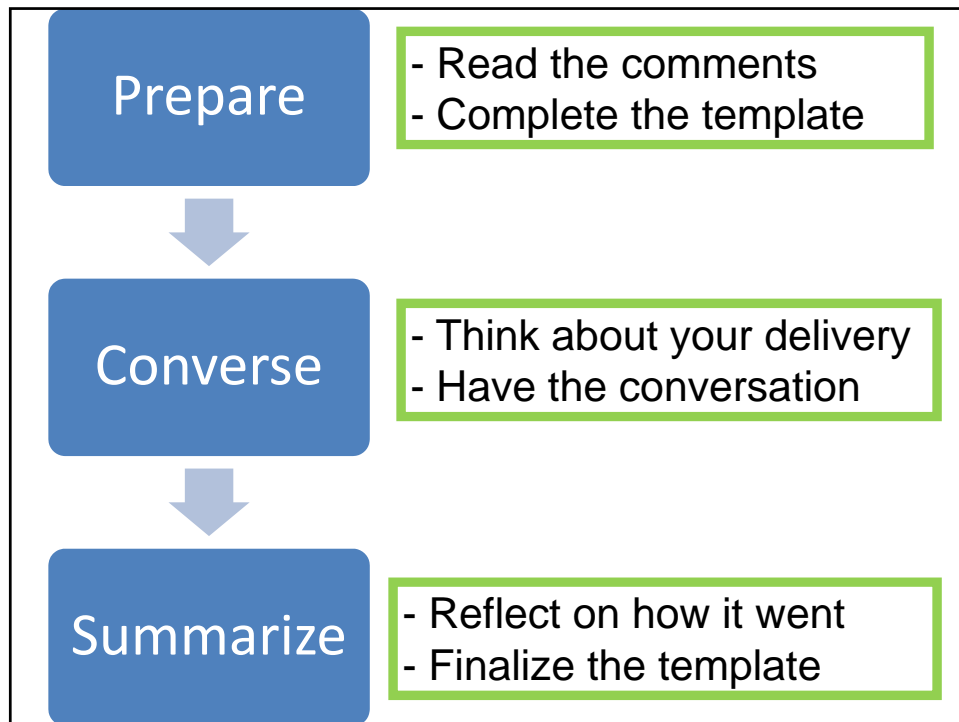 Prepare
- Read the comments
- Complete the template
Converse
- Think about your delivery
- Have the conversation
Summarize
- Reflect on how it went
- Finalize the template